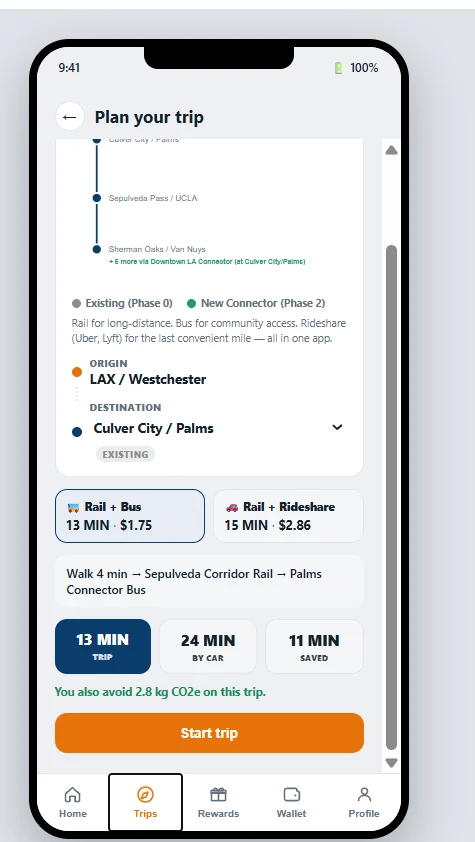 9:41
100%
← Plan your trip
Culver City / Palms
Sepulveda Pass / UCLA
Sherman Oaks / Van Nuys
+ 6 more via Downtown LA Connector (at Culver City/Palms)
Existing (Phase 0) New Connector (Phase 2)
Rail for long-distance. Bus for community access. Rideshare
(Uber, Lyft) for the last convenient mile — all in one app.
ORIGIN
LAX / Westchester
DESTINATION
Culver City / Palms
EXISTING
Rail + Bus
13 MIN · $1.75
Rail + Rideshare
15 MIN · $2.86
Walk 4 min → Sepulveda Corridor Rail → Palms
Connector Bus
13 MIN
TRIP
24 MIN
BY CAR
11 MIN
SAVED
You also avoid 2.8 kg CO2e on this trip.
Start trip
Home
Trips
Rewards
Wallet
Profile